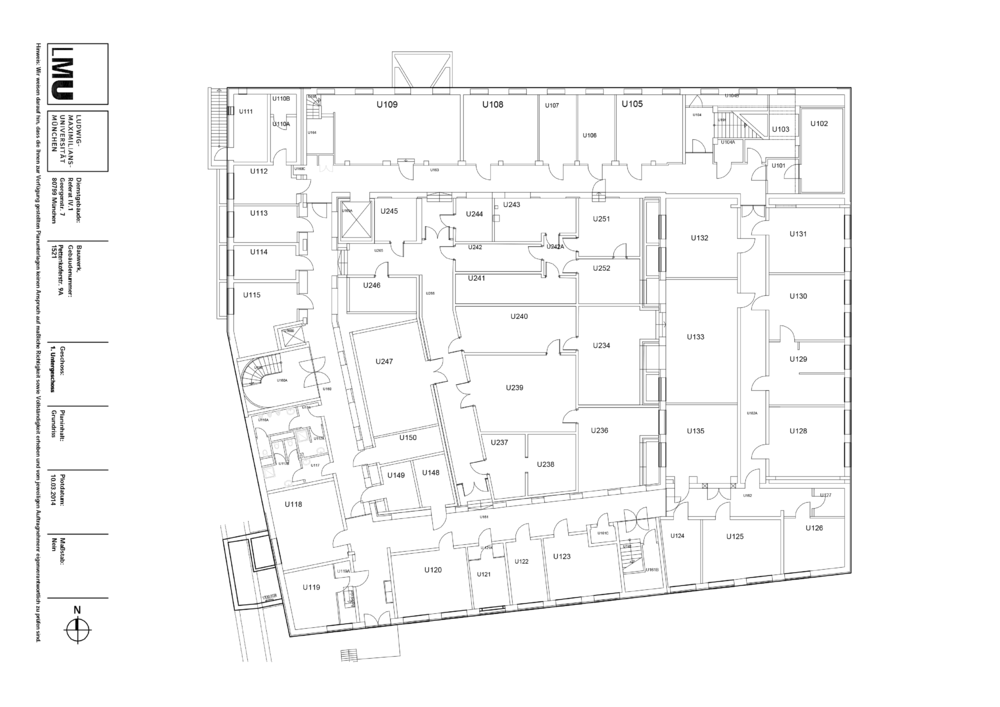 LMU
LUDWIG-
MAXIMILIANS-
UNIVERSITÄT
MÜNCHEN
Dienstgebäude:
Referat IV.1
Georgenstr. 7
80799 München
Bauwerk,
Gebäudenummer:
Pettenkoferstr. 9A
1521
Geschoss:
1. Untergeschoss
Planinhalt:
Grundriss
Plotdatum:
10.03.2014
Maßstab:
Nein
N
Hinweis: Wir weisen darauf hin, dass die Ihnen zur Verfügung gestellten Planunterlagen keinen Anspruch auf maßliche Richtigkeit sowie Vollständigkeit erheben und vom jeweiligen Auftragnehmer eigenverantwortlich zu prüfen sind.
U111
U110B
U110A
U109
U108
U107
U106
U105
U104A
U103
U102
U101
U112
U113
U114
U115
U245
U244
U243
U242
U242A
U241
U251
U252
U246
U240
U247
U239
U234
U236
U237
U238
U150
U149
U148
U132
U131
U130
U133
U129
U135
U128
U127
U118
U119
U120
U121
U122
U123
U124
U125
U126